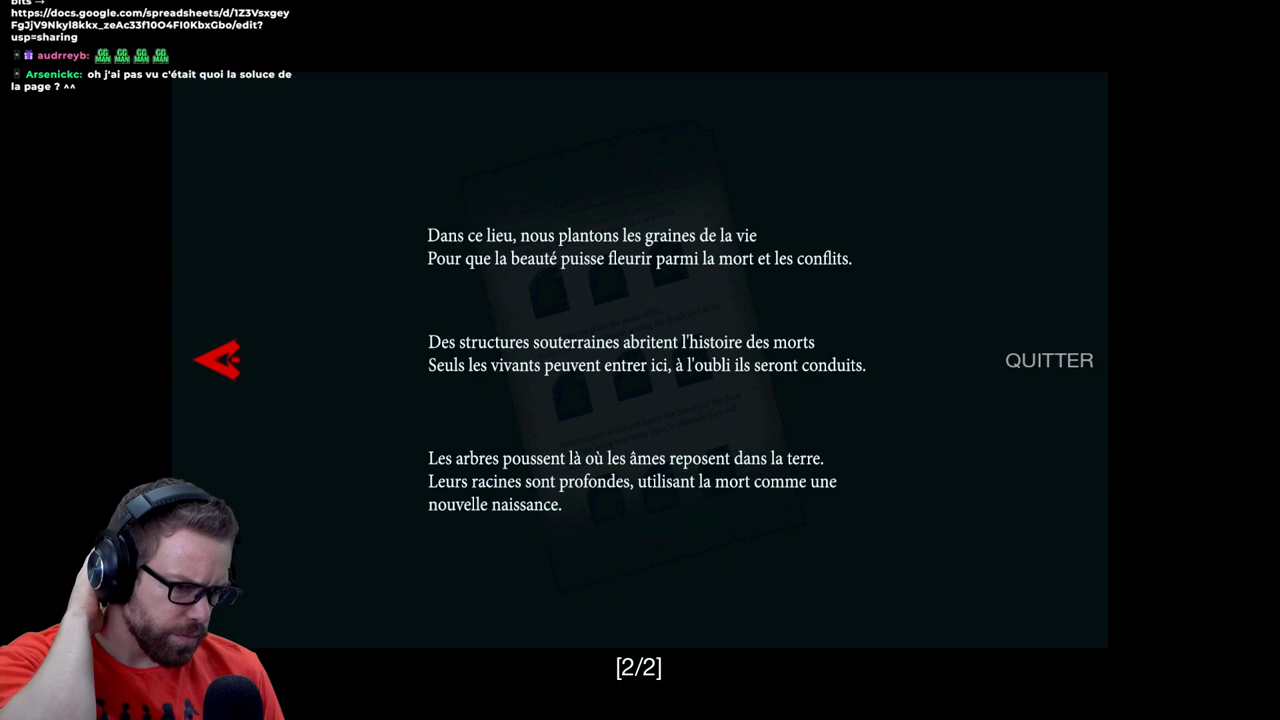 bits →
https://docs.google.com/spreadsheets/d/1Z3Vsxgey
FgJjV9Nkyl8kkx_zeAc33f10O4FI0KbxGbo/edit?
usp=sharing
audrreyb:
Arsenickc: oh j'ai pas vu c'était quoi la soluce de
la page ? ^^
Dans ce lieu, nous plantons les graines de la vie
Pour que la beauté puisse fleurir parmi la mort et les conflits.
Des structures souterraines abritent l'histoire des morts
Seuls les vivants peuvent entrer ici, à l'oubli ils seront conduits.
QUITTER
Les arbres poussent là où les âmes reposent dans la terre.
Leurs racines sont profondes, utilisant la mort comme une
nouvelle naissance.
[2/2]